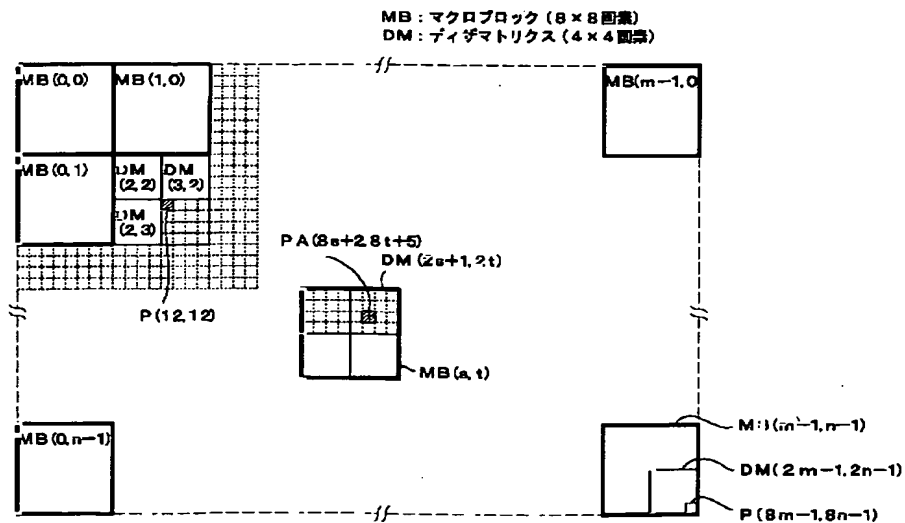 MB：マクロブロック（8×8画素）
DM：ディザマトリクス（4×4画素）
MB(0,0)
MB(1,0)
MB(m-1,0
MB(0,1)
DM
(2,2)
DM
(3,2)
DM
(2,3)
PA(8s+2,8t+5)
DM(2s+1,2t)
P(12,12)
MB(s,t)
MB(0,n-1)
MB(m-1,n-1)
DM(2m-1,2n-1)
P(8m-1,8n-1)